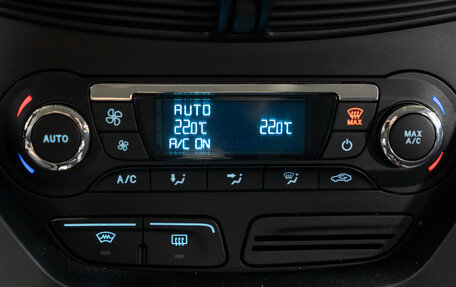 AUTO
22.0°C 22.0°C
A/C ON
AUTO
MAX
MAX
A/C
A/C